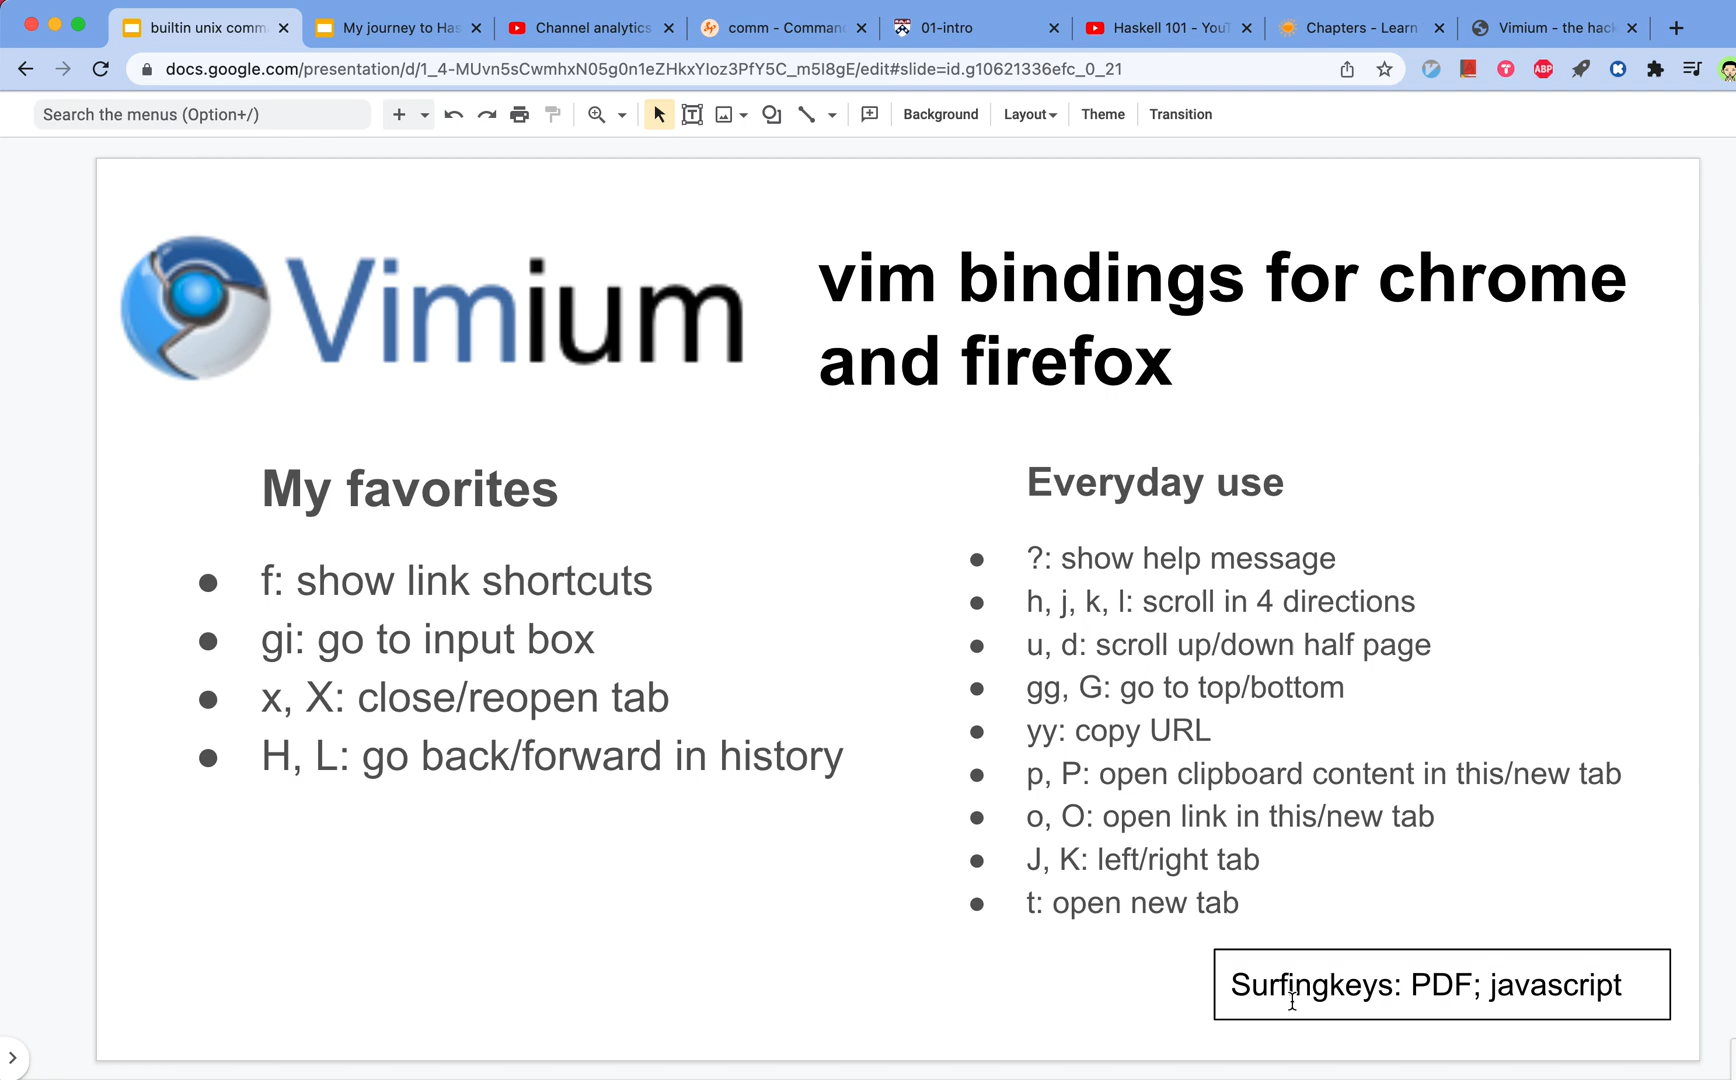 builtin unix comm
My journey to Has
Channel analytics
comm - Comman
01-intro
Haskell 101 - YouT
Chapters - Learn
Vimium - the hack
docs.google.com/presentation/d/1_4-MUvn5sCwmhxN05g0n1eZHkxYIoz3PfY5C_m5I8gE/edit#slide=id.g10621336efc_0_21
ABP
Search the menus (Option+/)
Background
Layout
Theme
Transition
Vimium
vim bindings for chrome
and firefox
My favorites
f: show link shortcuts
gi: go to input box
x, X: close/reopen tab
H, L: go back/forward in history
Everyday use
?: show help message
h, j, k, l: scroll in 4 directions
u, d: scroll up/down half page
gg, G: go to top/bottom
yy: copy URL
p, P: open clipboard content in this/new tab
o, O: open link in this/new tab
J, K: left/right tab
t: open new tab
Surfingkeys: PDF; javascript